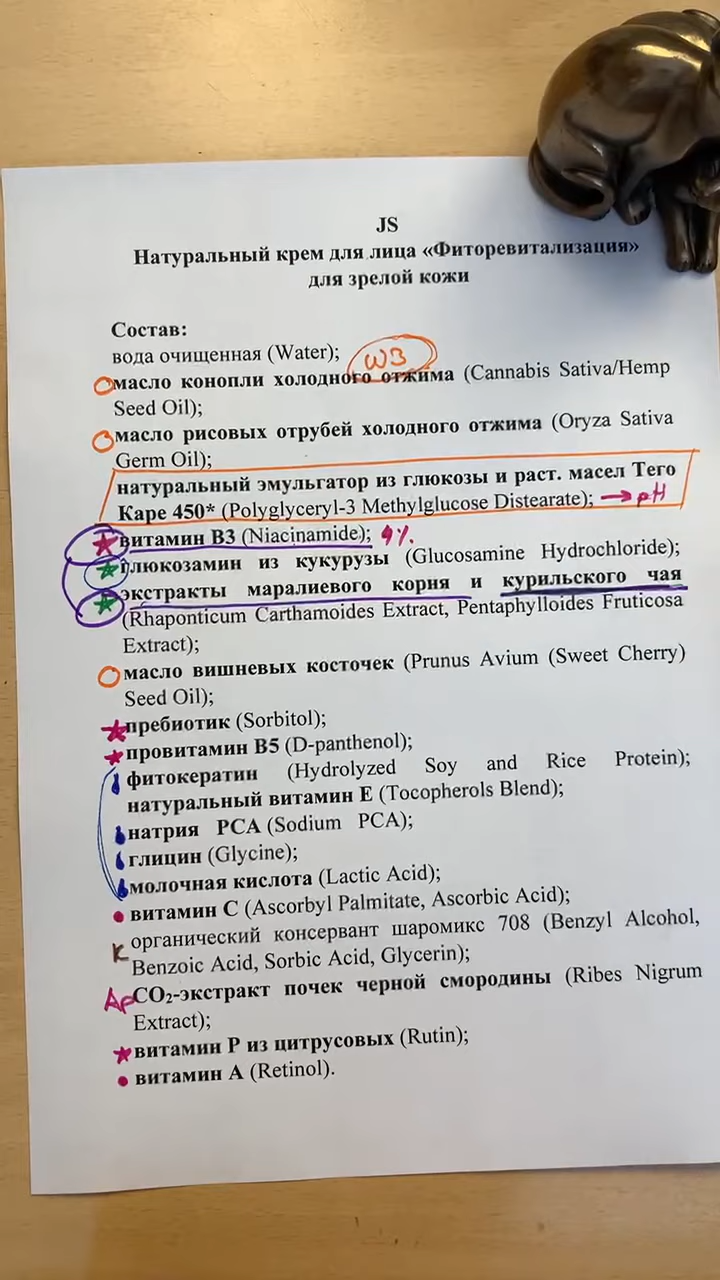 JS
Натуральный крем для лица «Фиторевитализация»
для зрелой кожи
Состав:
вода очищенная (Water); ω3
масло конопли холодного отжима (Cannabis Sativa/Hemp
Seed Oil);
масло рисовых отрубей холодного отжима (Oryza Sativa
Germ Oil);
натуральный эмульгатор из глюкозы и раст. масел Тего
Каре 450* (Polyglyceryl-3 Methylglucose Distearate); → pH
витамин В3 (Niacinamide); 4%.
глюкозамин из кукурузы (Glucosamine Hydrochloride);
экстракты маралиевого корня и курильского чая
(Rhaponticum Carthamoides Extract, Pentaphylloides Fruticosa
Extract);
масло вишневых косточек (Prunus Avium (Sweet Cherry)
Seed Oil);
пребиотик (Sorbitol);
провитамин В5 (D-panthenol);
фитокератин (Hydrolyzed Soy and Rice Protein);
натуральный витамин Е (Tocopherols Blend);
натрия РСА (Sodium PCA);
глицин (Glycine);
молочная кислота (Lactic Acid);
витамин С (Ascorbyl Palmitate, Ascorbic Acid);
К органический консервант шаромикс 708 (Benzyl Alcohol,
Benzoic Acid, Sorbic Acid, Glycerin);
Ар СО₂-экстракт почек черной смородины (Ribes Nigrum
Extract);
витамин Р из цитрусовых (Rutin);
витамин А (Retinol).